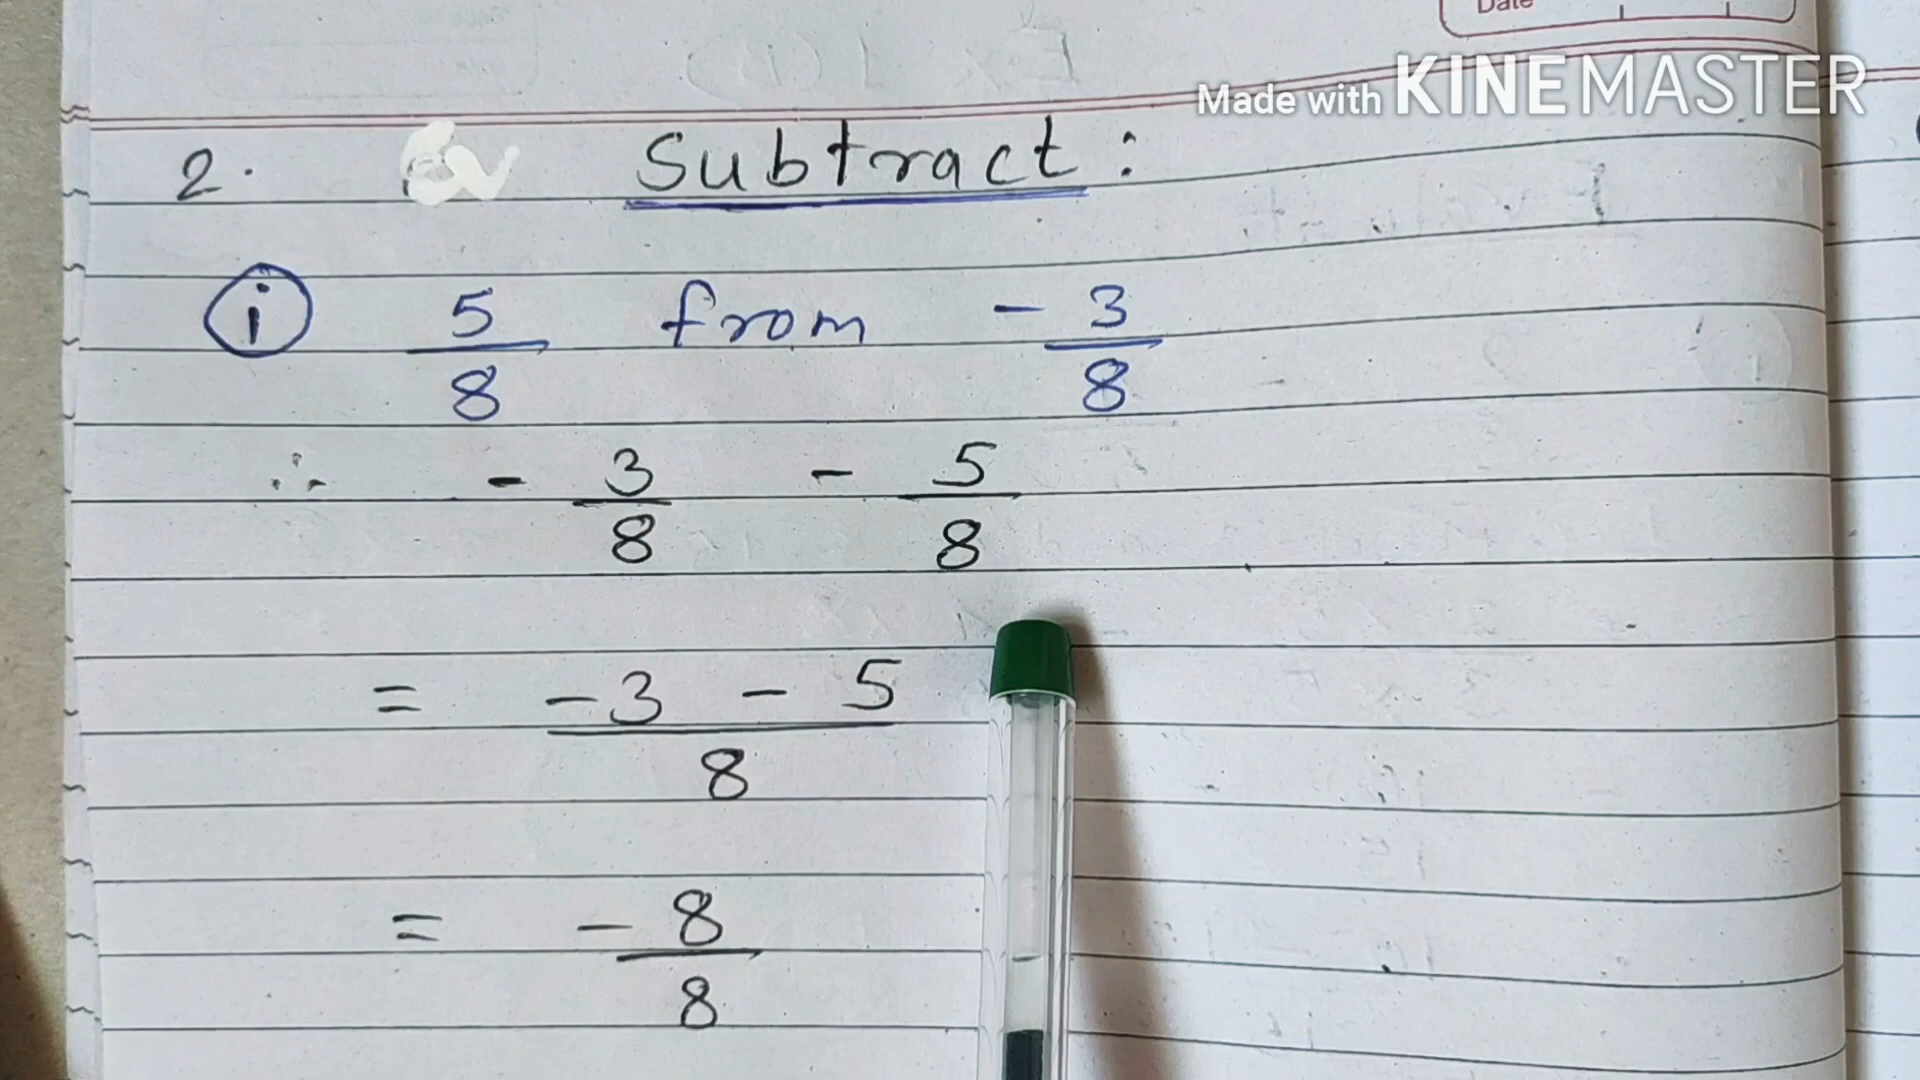 Date
Made with KINEMASTER
2. Subtract:
i 5/8 from - 3/8
∴ - 3/8 - 5/8
= -3 - 5/8
= - 8/8